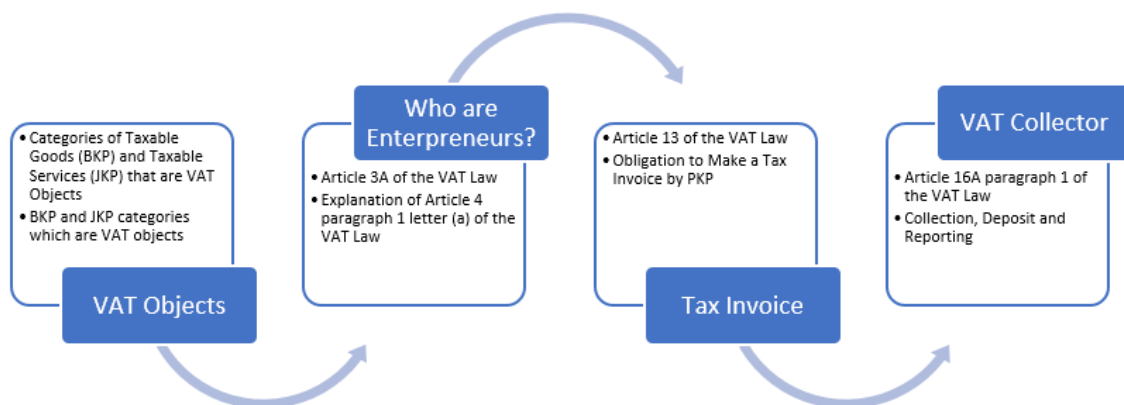 • Categories of Taxable
Goods (BKP) and Taxable
Services (JKP) that are VAT
Objects
• BKP and JKP categories
which are VAT objects
VAT Objects
Who are
Enterpreneurs?
• Article 3A of the VAT Law
• Explanation of Article 4
paragraph 1 letter (a) of the
VAT Law
• Article 13 of the VAT Law
• Obligation to Make a Tax
Invoice by PKP
Tax Invoice
VAT Collector
• Article 16A paragraph 1 of
the VAT Law
• Collection, Deposit and
Reporting